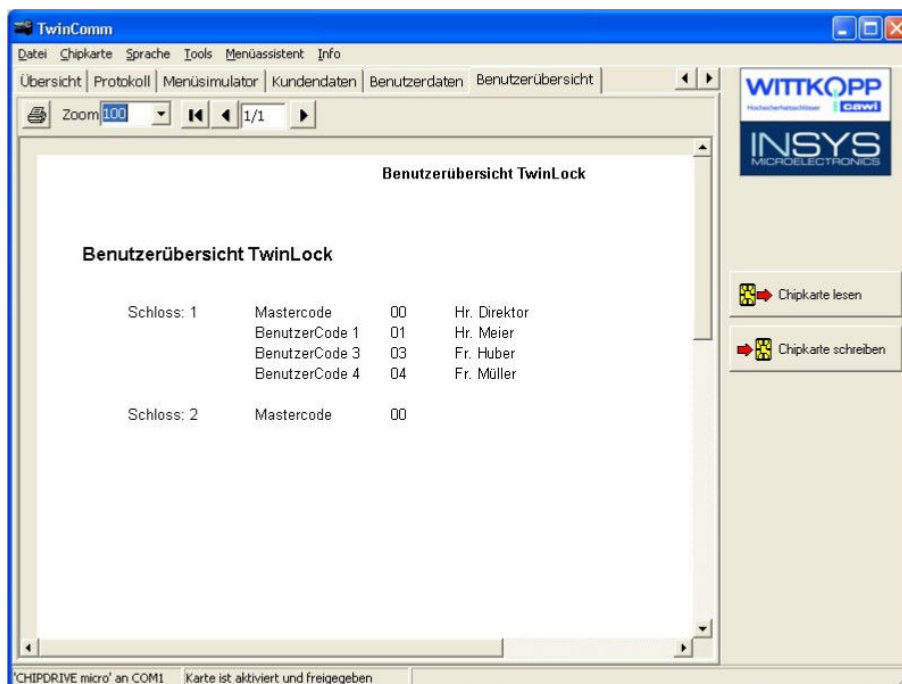 TwinComm
Datei Chipkarte Sprache Tools Menüassistent Info
Übersicht Protokoll Menüsimulator Kundendaten Benutzerdaten Benutzerübersicht
Zoom 100 1/1
WITTKOPP
Hochsicherheitsschlösser cawi
INSYS
MICROELECTRONICS
Benutzerübersicht TwinLock
Benutzerübersicht TwinLock
Schloss: 1 Mastercode 00 Hr. Direktor
BenutzerCode 1 01 Hr. Meier
BenutzerCode 3 03 Fr. Huber
BenutzerCode 4 04 Fr. Müller
Schloss: 2 Mastercode 00
Chipkarte lesen
Chipkarte schreiben
'CHIPDRIVE micro' an COM1 Karte ist aktiviert und freigegeben